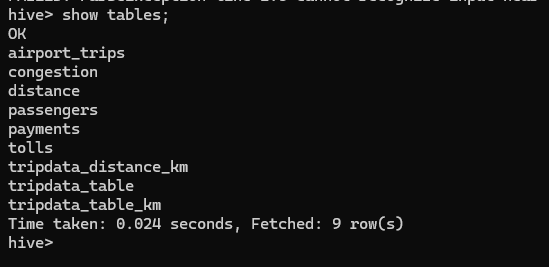 hive> show tables;
OK
airport_trips
congestion
distance
passengers
payments
tolls
tripdata_distance_km
tripdata_table
tripdata_table_km
Time taken: 0.024 seconds, Fetched: 9 row(s)
hive>